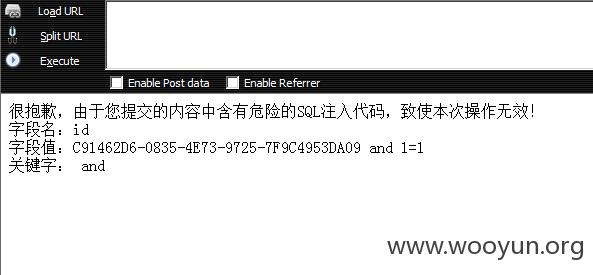 Load URL
Split URL
Execute
Enable Post data Enable Referrer
很抱歉，由于您提交的内容中含有危险的SQL注入代码，致使本次操作无效！
字段名：id
字段值：C91462D6-0835-4E73-9725-7F9C4953DA09 and 1=1
关键字： and
www.wooyun.org